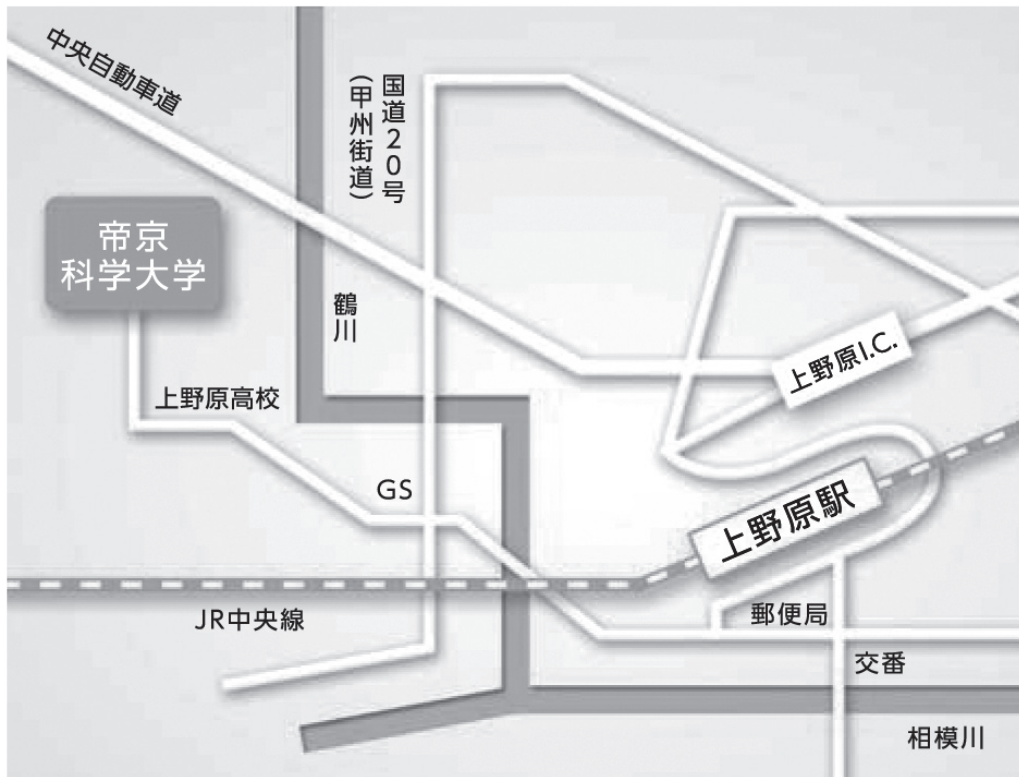 中央自動車道
国道20号
(甲州街道)
帝京
科学大学
鶴川
上野原I.C.
上野原高校
GS
上野原駅
JR中央線
郵便局
交番
相模川